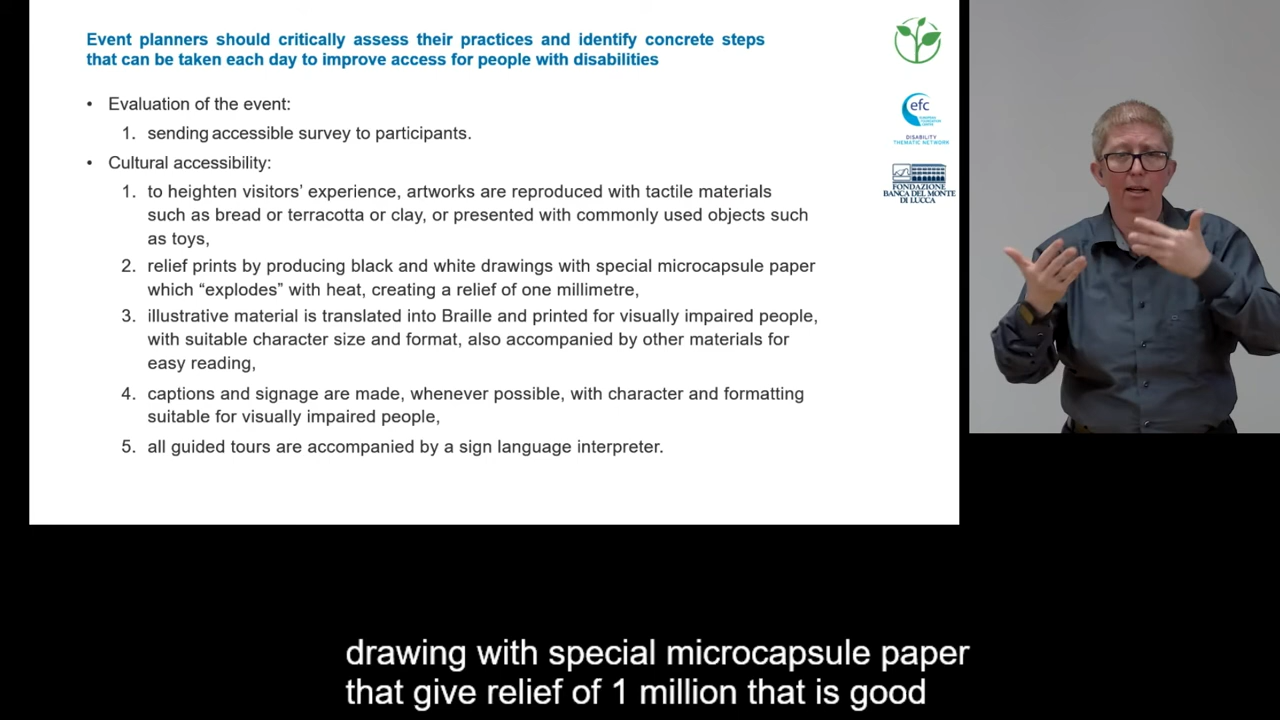 Event planners should critically assess their practices and identify concrete steps
that can be taken each day to improve access for people with disabilities
• Evaluation of the event:
1. sending accessible survey to participants.
• Cultural accessibility:
1. to heighten visitors’ experience, artworks are reproduced with tactile materials
such as bread or terracotta or clay, or presented with commonly used objects such
as toys,
2. relief prints by producing black and white drawings with special microcapsule paper
which “explodes” with heat, creating a relief of one millimetre,
3. illustrative material is translated into Braille and printed for visually impaired people,
with suitable character size and format, also accompanied by other materials for
easy reading,
4. captions and signage are made, whenever possible, with character and formatting
suitable for visually impaired people,
5. all guided tours are accompanied by a sign language interpreter.
efc
DISABILITY
THEMATIC NETWORK
FONDAZIONE
BANCA DEL MONTE
DI LUCCA
drawing with special microcapsule paper
that give relief of 1 million that is good